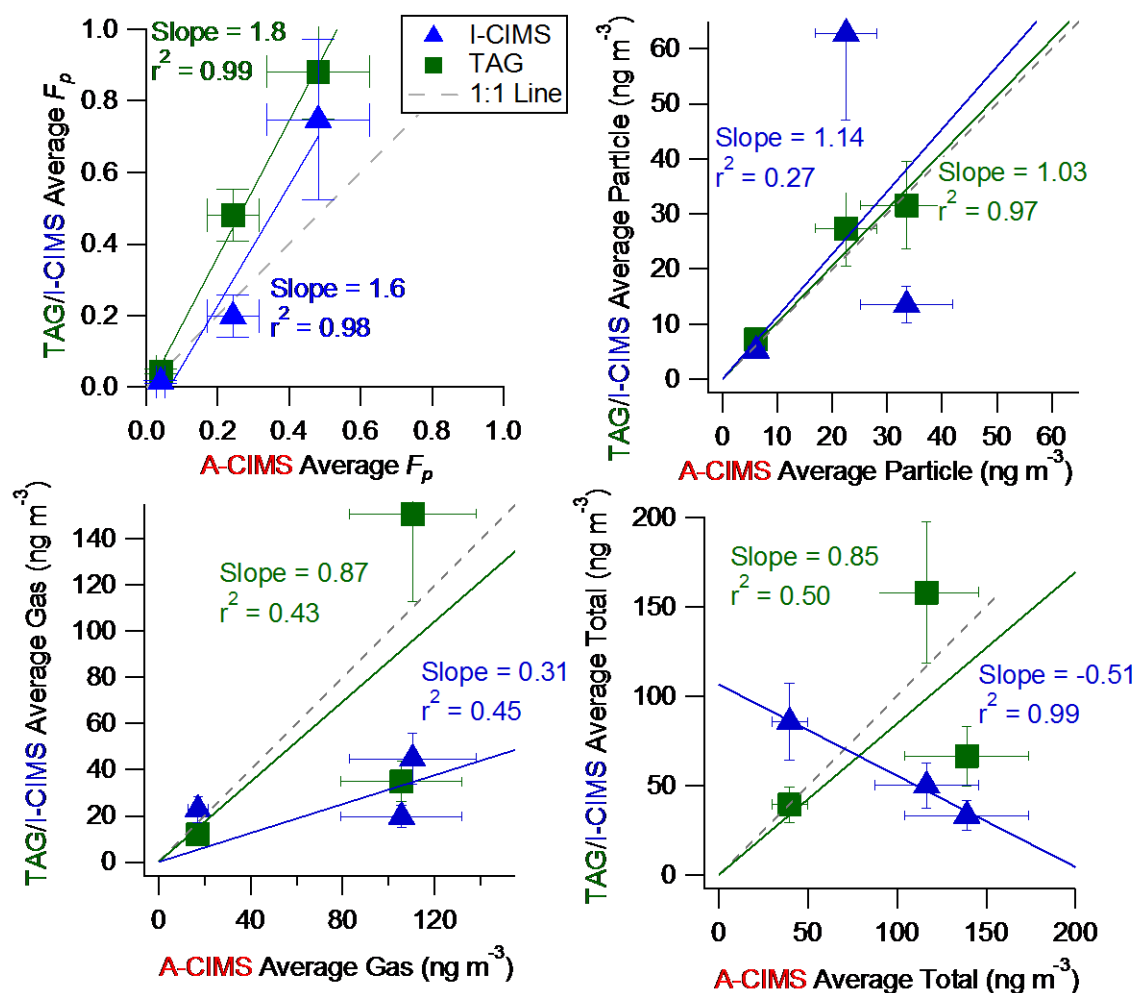 TAG/I-CIMS Average Fp
1.0
0.8
0.6
0.4
0.2
0.0
Slope = 1.8
r² = 0.99
I-CIMS
TAG
1:1 Line
Slope = 1.6
r² = 0.98
0.0 0.2 0.4 0.6 0.8 1.0
A-CIMS Average Fp
TAG/I-CIMS Average Particle (ng m⁻³)
60
50
40
30
20
10
0
Slope = 1.14
r² = 0.27
Slope = 1.03
r² = 0.97
0 10 20 30 40 50 60
A-CIMS Average Particle (ng m⁻³)
TAG/I-CIMS Average Gas (ng m⁻³)
140
120
100
80
60
40
20
0
Slope = 0.87
r² = 0.43
Slope = 0.31
r² = 0.45
0 40 80 120
A-CIMS Average Gas (ng m⁻³)
TAG/I-CIMS Average Total (ng m⁻³)
200
150
100
50
0
Slope = 0.85
r² = 0.50
Slope = -0.51
r² = 0.99
0 50 100 150 200
A-CIMS Average Total (ng m⁻³)